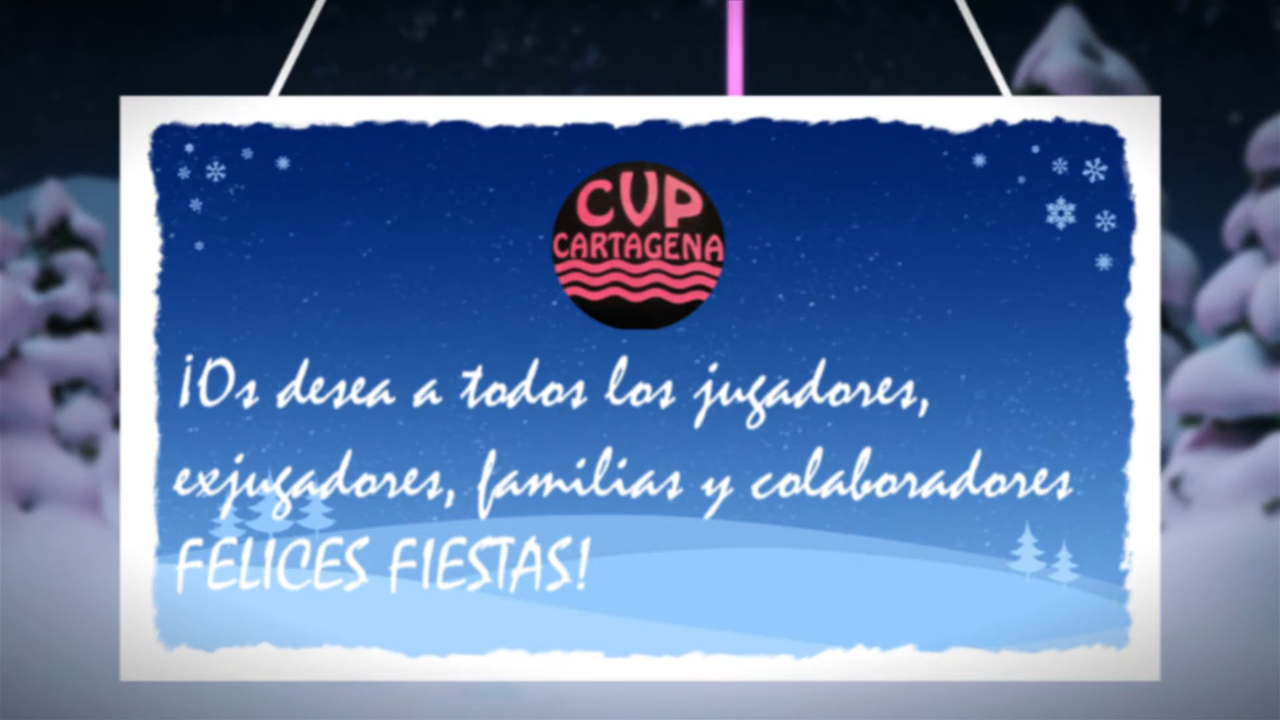 CVP
CARTAGENA
¡Os desea a todos los jugadores,
exjugadores, familias y colaboradores
FELICES FIESTAS!